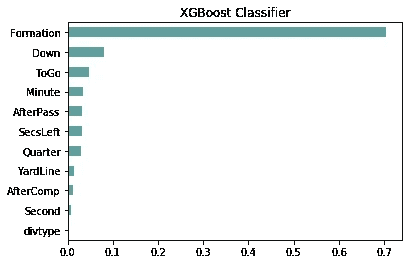 XGBoost Classifier
Formation
Down
ToGo
Minute
AfterPass
SecsLeft
Quarter
YardLine
AfterComp
Second
divtype
0.0 0.1 0.2 0.3 0.4 0.5 0.6 0.7